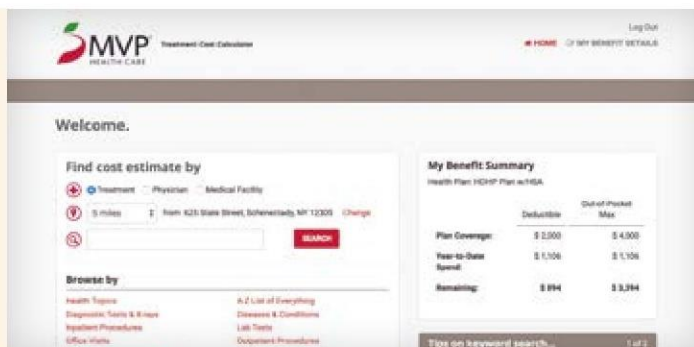 MVP
HEALTH CARE
Treatment Cost Calculator
Log Out
HOME
MY BENEFIT DETAILS
Welcome.
Find cost estimate by
Treatment Physician Medical Facility
5 miles from 625 State Street, Schenectady, NY 12305 Change
SEARCH
Browse by
Health Topics
Diagnostic Tests & X-rays
Inpatient Procedures
Office Visits
A-Z List of Everything
Diseases & Conditions
Lab Tests
Outpatient Procedures
My Benefit Summary
Health Plan: HDHP Plan w/HSA
Deductible Out-of-Pocket
Max
Plan Coverage: $ 2,000 $ 4,000
Year-to-Date
Spend: $ 1,106 $ 1,106
Remaining: $ 894
Tips on keyword search... 1 of 2